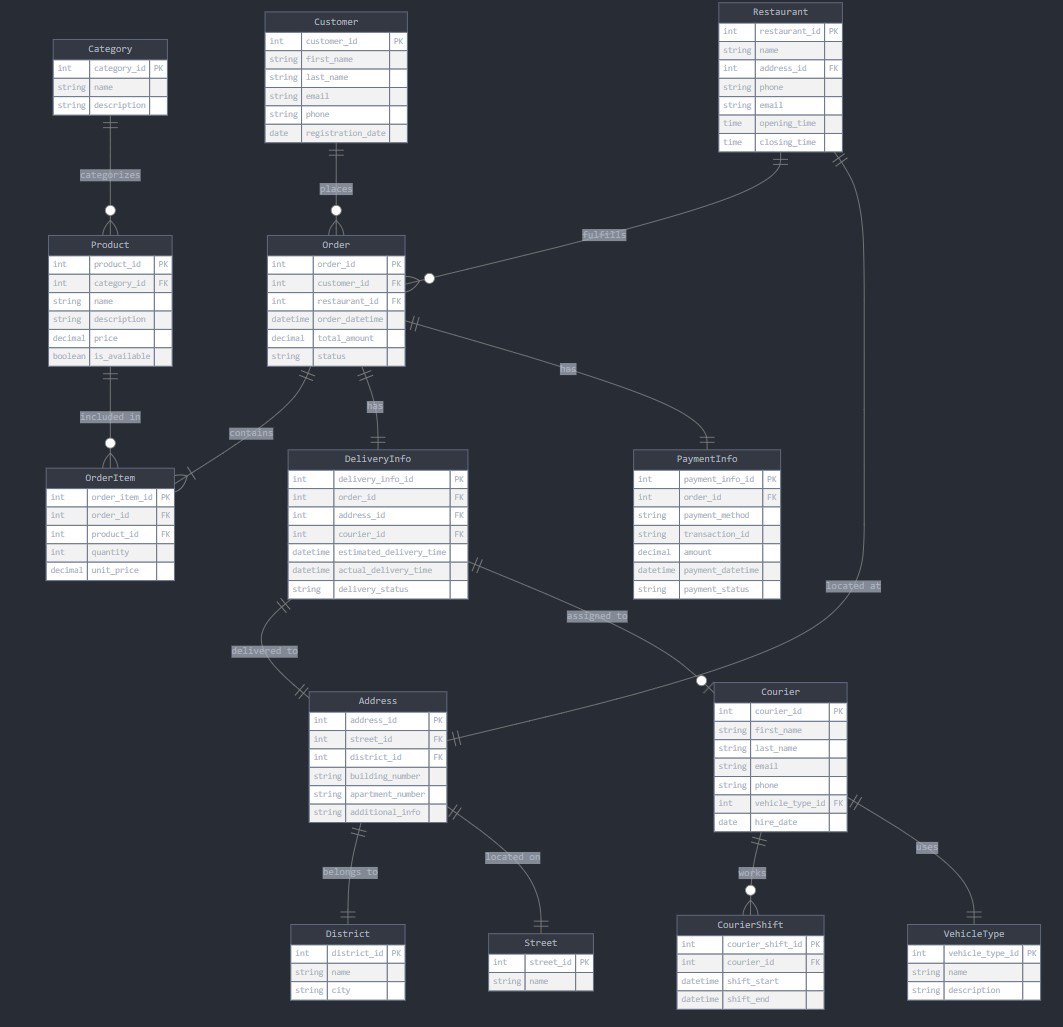 Customer
int customer_id PK
string first_name
string last_name
string email
string phone
date registration_date
Restaurant
int restaurant_id PK
string name
int address_id FK
string phone
string email
time opening_time
time closing_time
Category
int category_id PK
string name
string description
categorizes
places
fulfills
Product
int product_id PK
int category_id FK
string name
string description
decimal price
boolean is_available
Order
int order_id PK
int customer_id FK
int restaurant_id FK
datetime order_datetime
decimal total_amount
string status
included in
contains
has
has
OrderItem
int order_item_id PK
int order_id FK
int product_id FK
int quantity
decimal unit_price
DeliveryInfo
int delivery_info_id PK
int order_id FK
int address_id FK
int courier_id FK
datetime estimated_delivery_time
datetime actual_delivery_time
string delivery_status
PaymentInfo
int payment_info_id PK
int order_id FK
string payment_method
string transaction_id
decimal amount
datetime payment_datetime
string payment_status
located at
assigned to
delivered to
Address
int address_id PK
int street_id FK
int district_id FK
string building_number
string apartment_number
string additional_info
Courier
int courier_id PK
string first_name
string last_name
string email
string phone
int vehicle_type_id FK
date hire_date
belongs to
located on
works
uses
District
int district_id PK
string name
string city
Street
int street_id PK
string name
CourierShift
int courier_shift_id PK
int courier_id FK
datetime shift_start
datetime shift_end
VehicleType
int vehicle_type_id PK
string name
string description